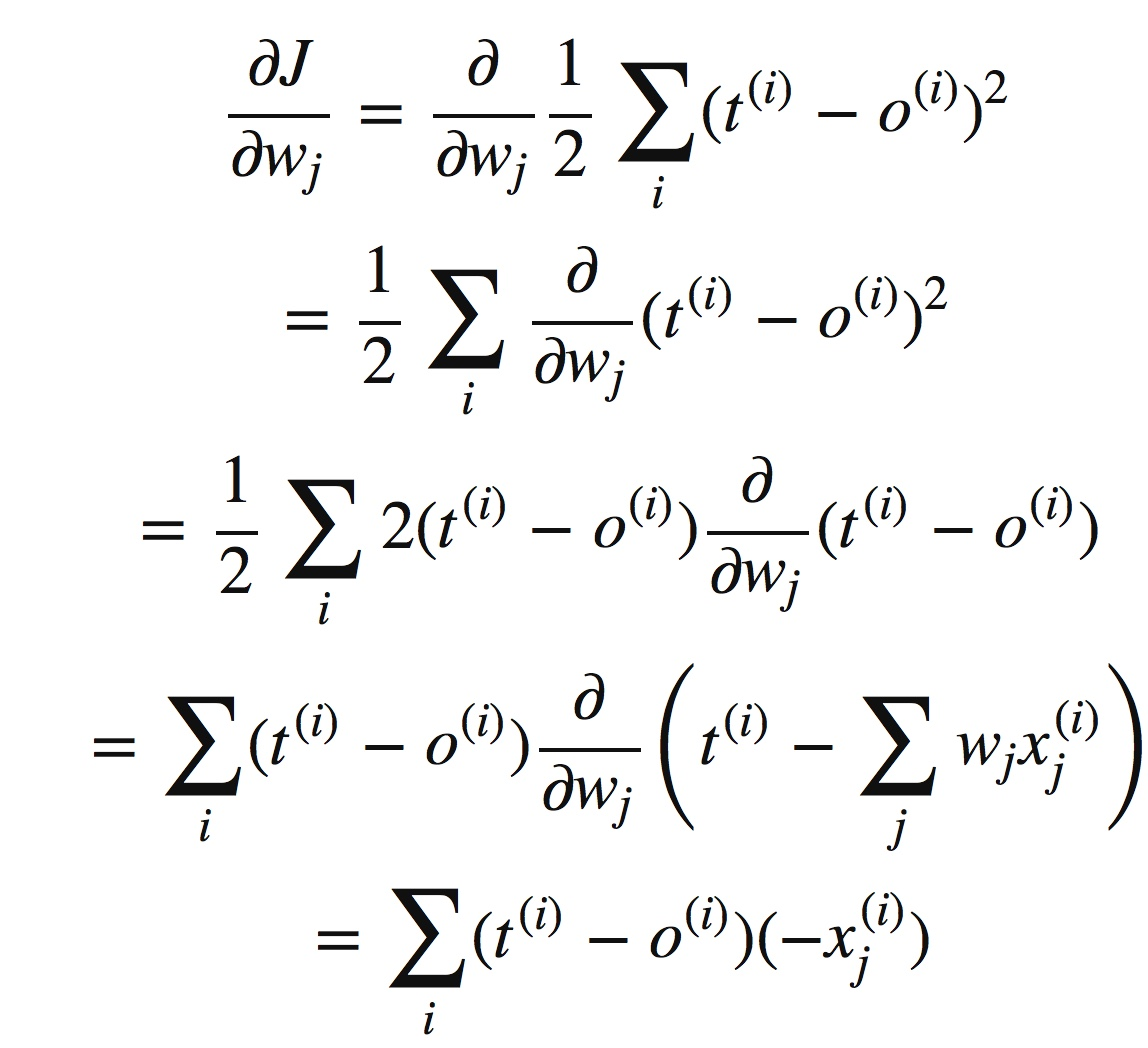 ∂J/∂w_j = ∂/∂w_j 1/2 ∑_i (t^(i) − o^(i))^2
= 1/2 ∑_i ∂/∂w_j (t^(i) − o^(i))^2
= 1/2 ∑_i 2(t^(i) − o^(i)) ∂/∂w_j (t^(i) − o^(i))
= ∑_i (t^(i) − o^(i)) ∂/∂w_j (t^(i) − ∑_j w_j x_j^(i))
= ∑_i (t^(i) − o^(i))(−x_j^(i))